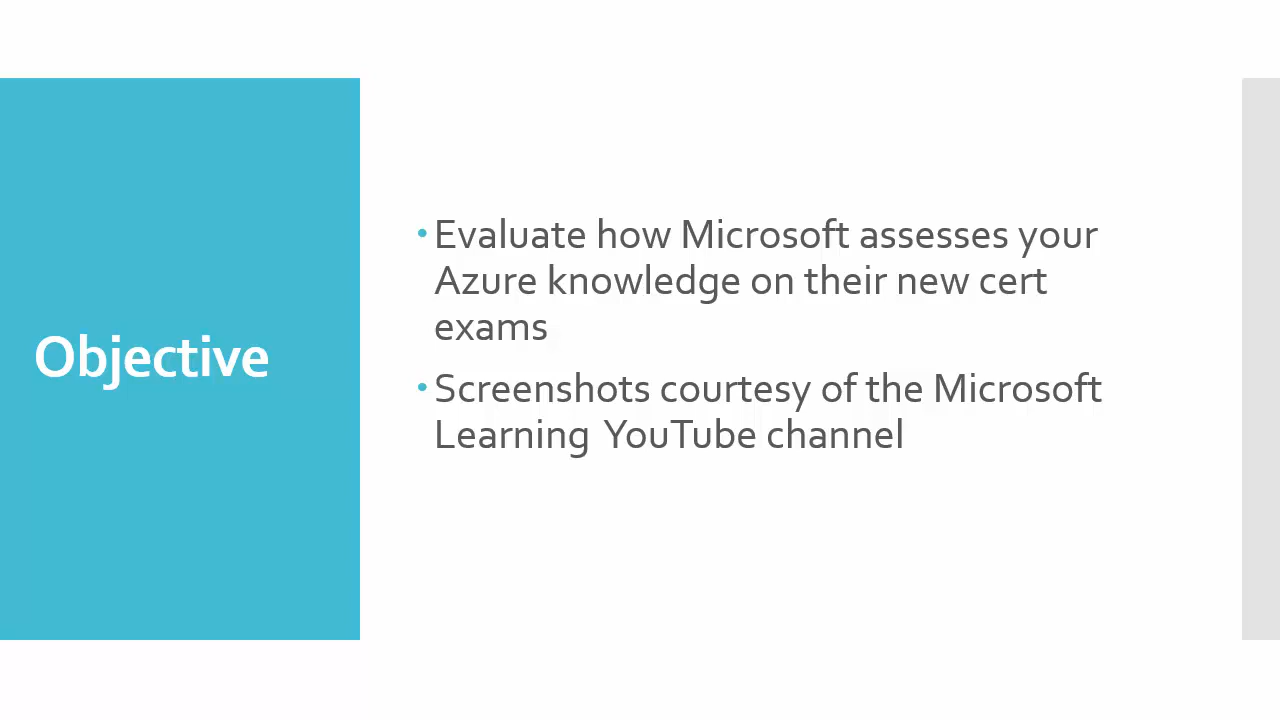 Objective
• Evaluate how Microsoft assesses your
Azure knowledge on their new cert
exams
• Screenshots courtesy of the Microsoft
Learning YouTube channel